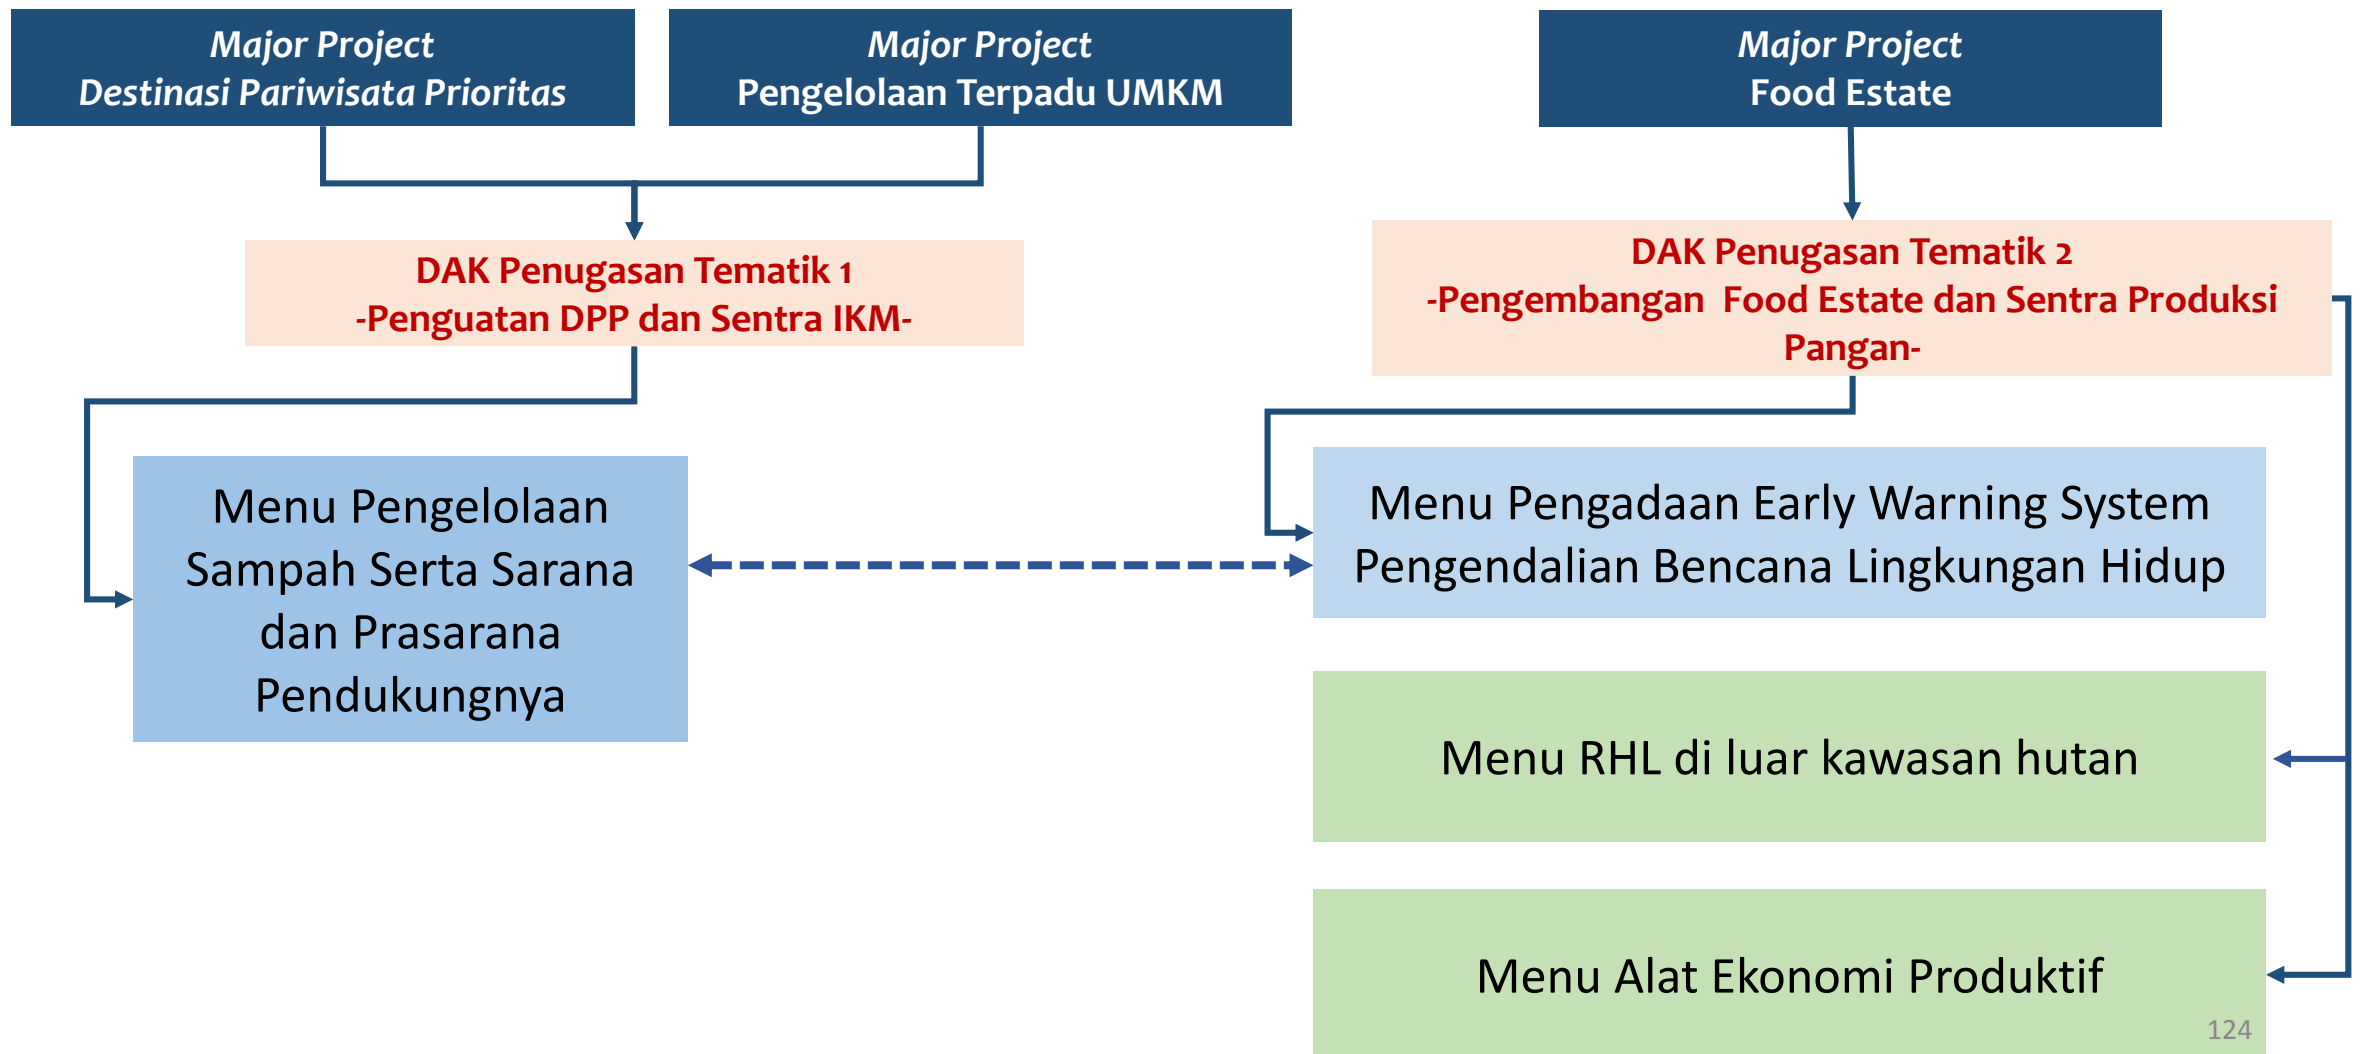 Major Project
Destinasi Pariwisata Prioritas
Major Project
Pengelolaan Terpadu UMKM
Major Project
Food Estate
DAK Penugasan Tematik 1
-Penguatan DPP dan Sentra IKM-
DAK Penugasan Tematik 2
-Pengembangan  Food Estate dan Sentra Produksi
Pangan-
Menu Pengelolaan
Sampah Serta Sarana
dan Prasarana
Pendukungnya
Menu Pengadaan Early Warning System
Pengendalian Bencana Lingkungan Hidup
Menu RHL di luar kawasan hutan
Menu Alat Ekonomi Produktif
124